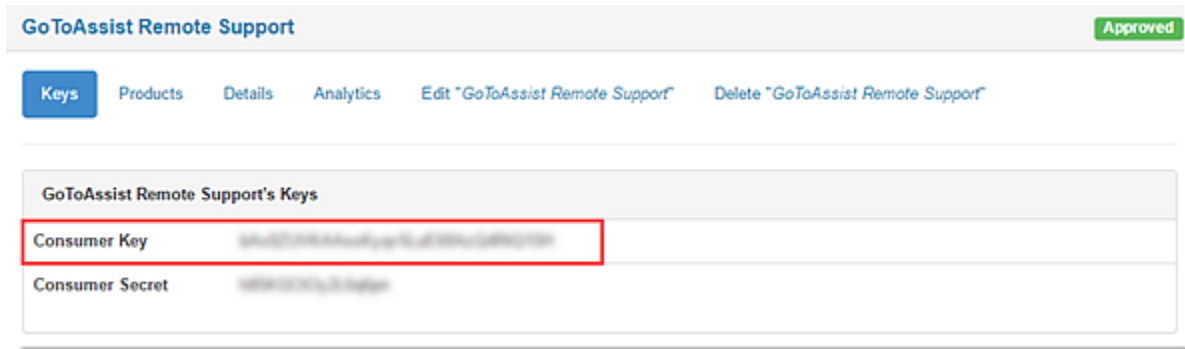 GoToAssist Remote Support
Approved
Keys Products Details Analytics Edit "GoToAssist Remote Support" Delete "GoToAssist Remote Support"
GoToAssist Remote Support's Keys
Consumer Key
Consumer Secret